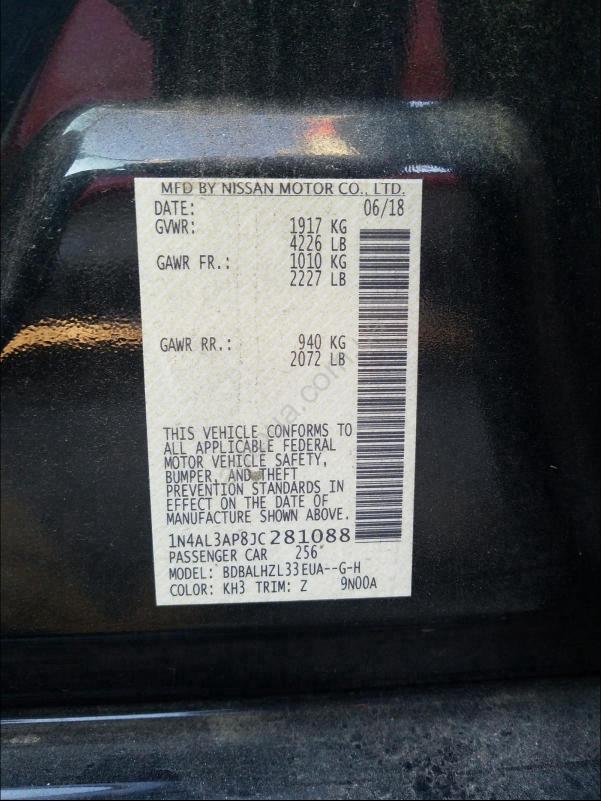 MFD BY NISSAN MOTOR CO., LTD.
DATE: 06/18
GVWR: 1917 KG
4226 LB
GAWR FR.: 1010 KG
2227 LB
GAWR RR.: 940 KG
2072 LB
THIS VEHICLE CONFORMS TO
ALL APPLICABLE FEDERAL
MOTOR VEHICLE SAFETY,
BUMPER, AND THEFT
PREVENTION STANDARDS IN
EFFECT ON THE DATE OF
MANUFACTURE SHOWN ABOVE.
1N4AL3AP8JC281088
PASSENGER CAR 256
MODEL: BDBALHZL33EUA--G-H
COLOR: KH3 TRIM: Z 9N00A